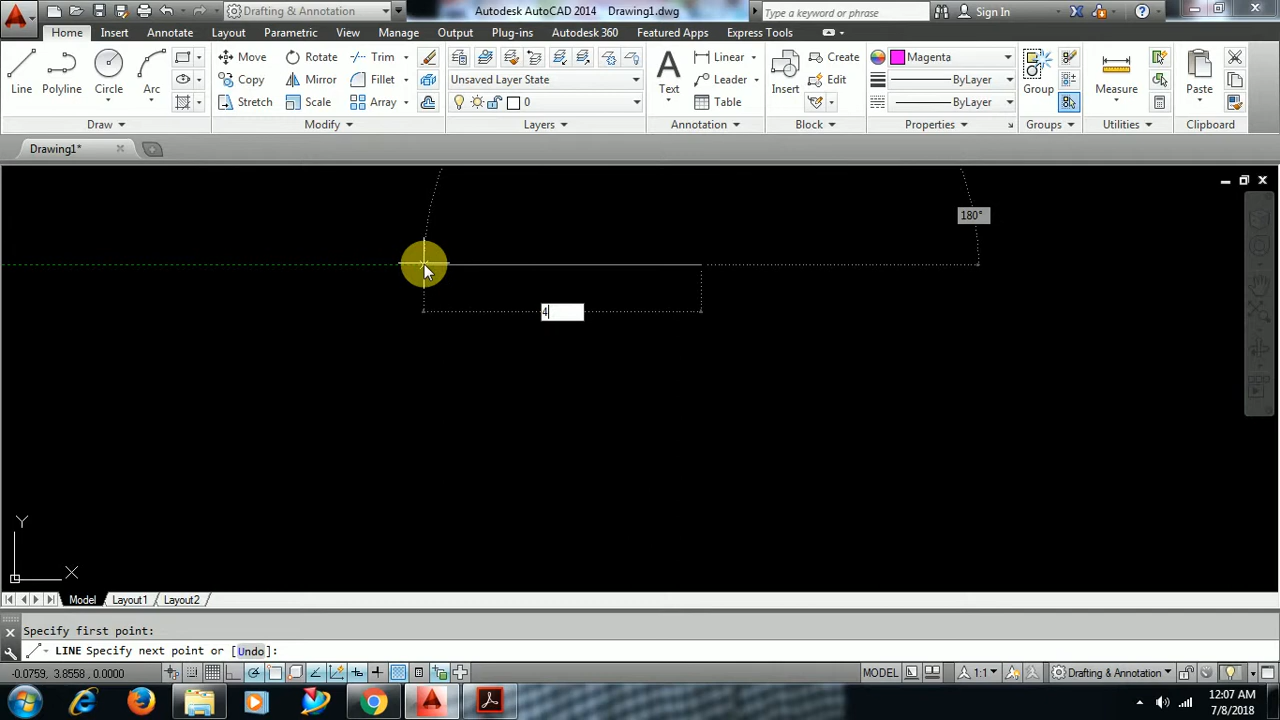 Drafting & Annotation
Autodesk AutoCAD 2014 Drawing1.dwg
Type a keyword or phrase
Sign In
Home Insert Annotate Layout Parametric View Manage Output Plug-ins Autodesk 360 Featured Apps Express Tools
Line Polyline Circle Arc
Move Rotate Trim
Copy Mirror Fillet
Stretch Scale Array
Unsaved Layer State
0
Text
Linear
Leader
Table
Insert
Create
Edit
Magenta
ByLayer
ByLayer
Group
Measure
Paste
Draw Modify Layers Annotation Block Properties Groups Utilities Clipboard
Drawing1*
180°
4
Y
X
Model Layout1 Layout2
Specify first point:
LINE Specify next point or [Undo]:
-0.0759, 3.8558, 0.0000
MODEL
1:1
Drafting & Annotation
12:07 AM
7/8/2018